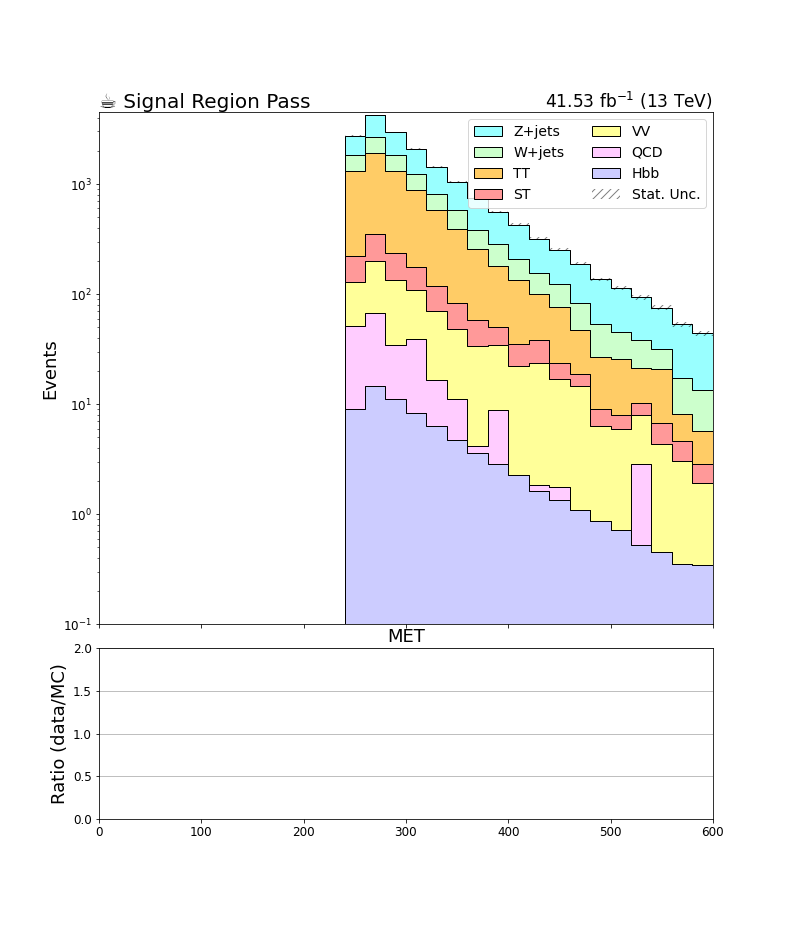 ☕ Signal Region Pass
41.53 fb⁻¹ (13 TeV)
Z+jets
W+jets
TT
ST
VV
QCD
Hbb
Stat. Unc.
10³
10²
10¹
10⁰
10⁻¹
Events
MET
2.0
1.5
1.0
0.5
0.0
Ratio (data/MC)
0 100 200 300 400 500 600